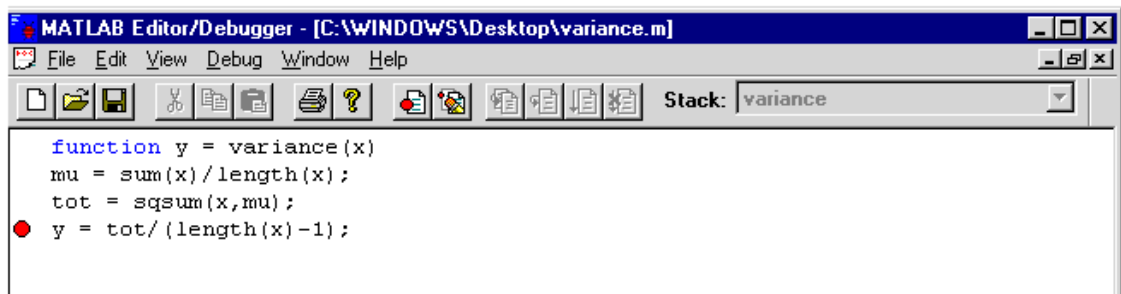 MATLAB Editor/Debugger - [C:\WINDOWS\Desktop\variance.m]
File Edit View Debug Window Help
Stack: variance
function y = variance(x)
mu = sum(x)/length(x);
tot = sqsum(x,mu);
y = tot/(length(x)-1);